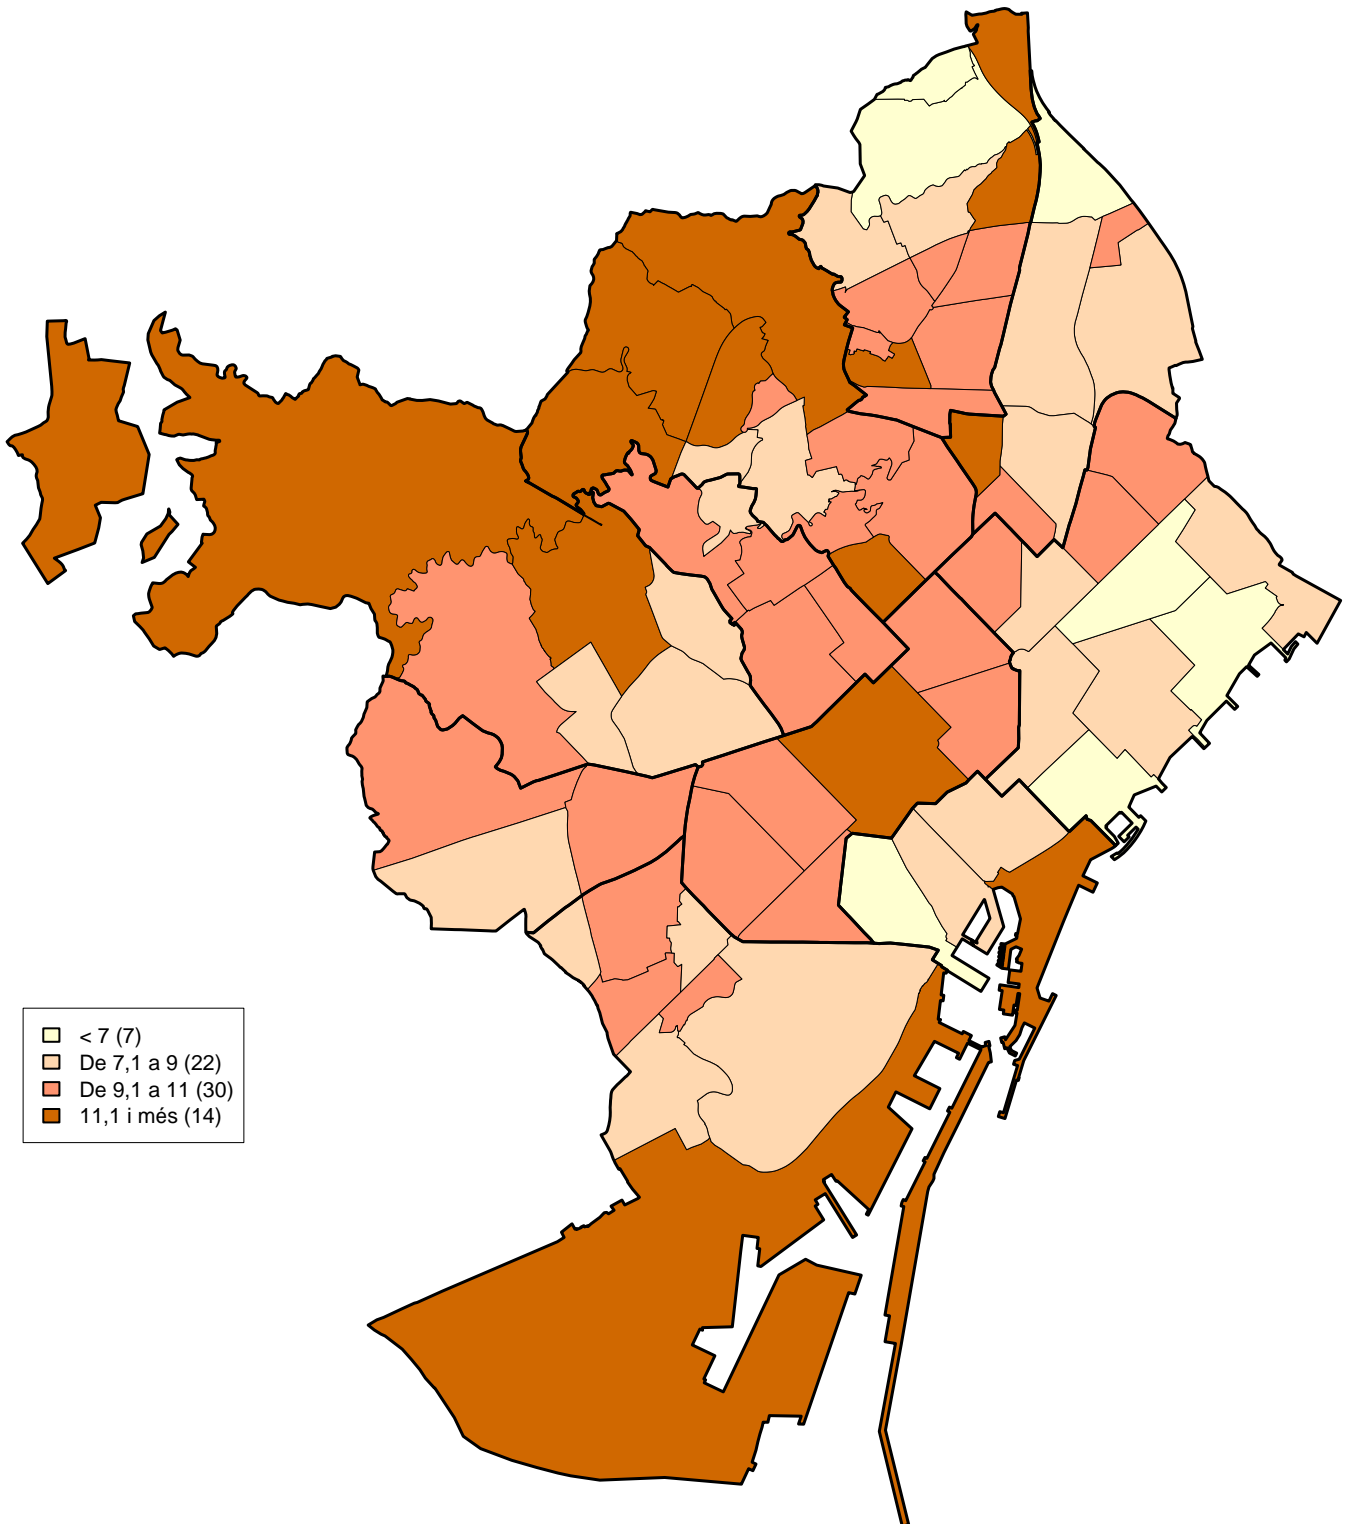 < 7 (7)
De 7,1 a 9 (22)
De 9,1 a 11 (30)
11,1 i més (14)